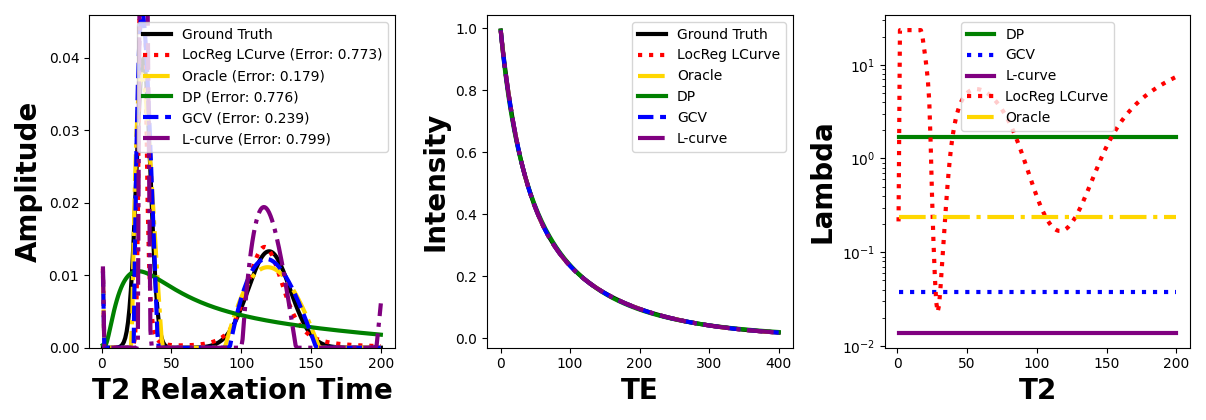 Amplitude
0.04
0.03
0.02
0.01
0.00
0
50
100
150
200
T2 Relaxation Time
Ground Truth
LocReg LCurve (Error: 0.773)
Oracle (Error: 0.179)
DP (Error: 0.776)
GCV (Error: 0.239)
L-curve (Error: 0.799)
Intensity
1.0
0.8
0.6
0.4
0.2
0.0
0
100
200
300
400
TE
Ground Truth
LocReg LCurve
Oracle
DP
GCV
L-curve
Lambda
10¹
10⁰
10⁻¹
10⁻²
0
50
100
150
200
T2
DP
GCV
L-curve
LocReg LCurve
Oracle